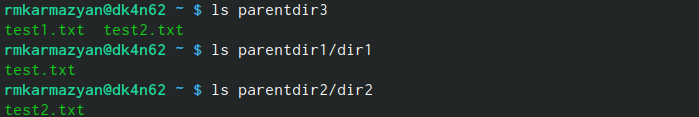 rmkarmazyan@dk4n62 ~ $ ls parentdir3
test1.txt  test2.txt
rmkarmazyan@dk4n62 ~ $ ls parentdir1/dir1
test.txt
rmkarmazyan@dk4n62 ~ $ ls parentdir2/dir2
test2.txt